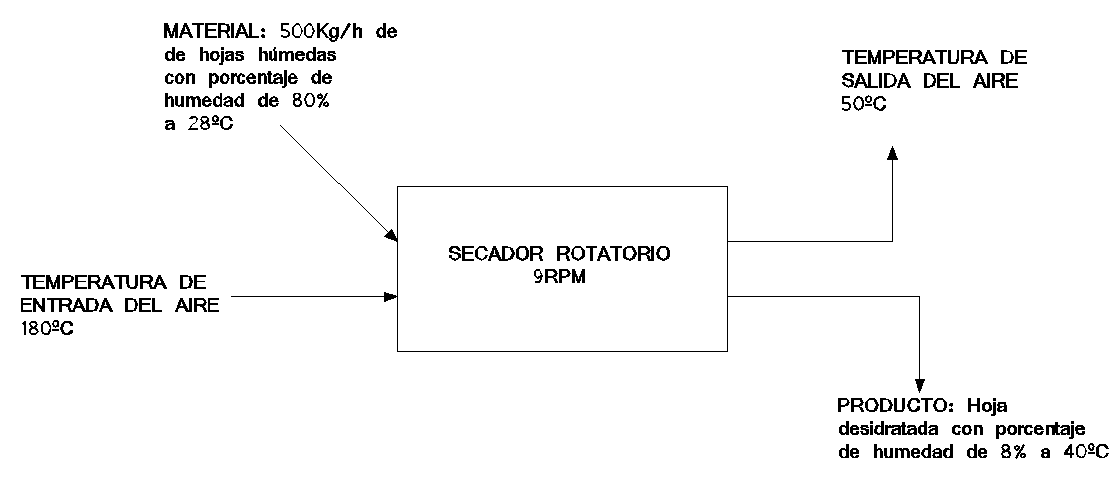 MATERIAL: 500Kg/h de
de hojas húmedas
con porcentaje de
humedad de 80%
a 28ºC
TEMPERATURA DE
SALIDA DEL AIRE
50ºC
SECADOR ROTATORIO
9RPM
TEMPERATURA DE
ENTRADA DEL AIRE
180ºC
PRODUCTO: Hoja
desidratada con porcentaje
de humedad de 8% a 40ºC